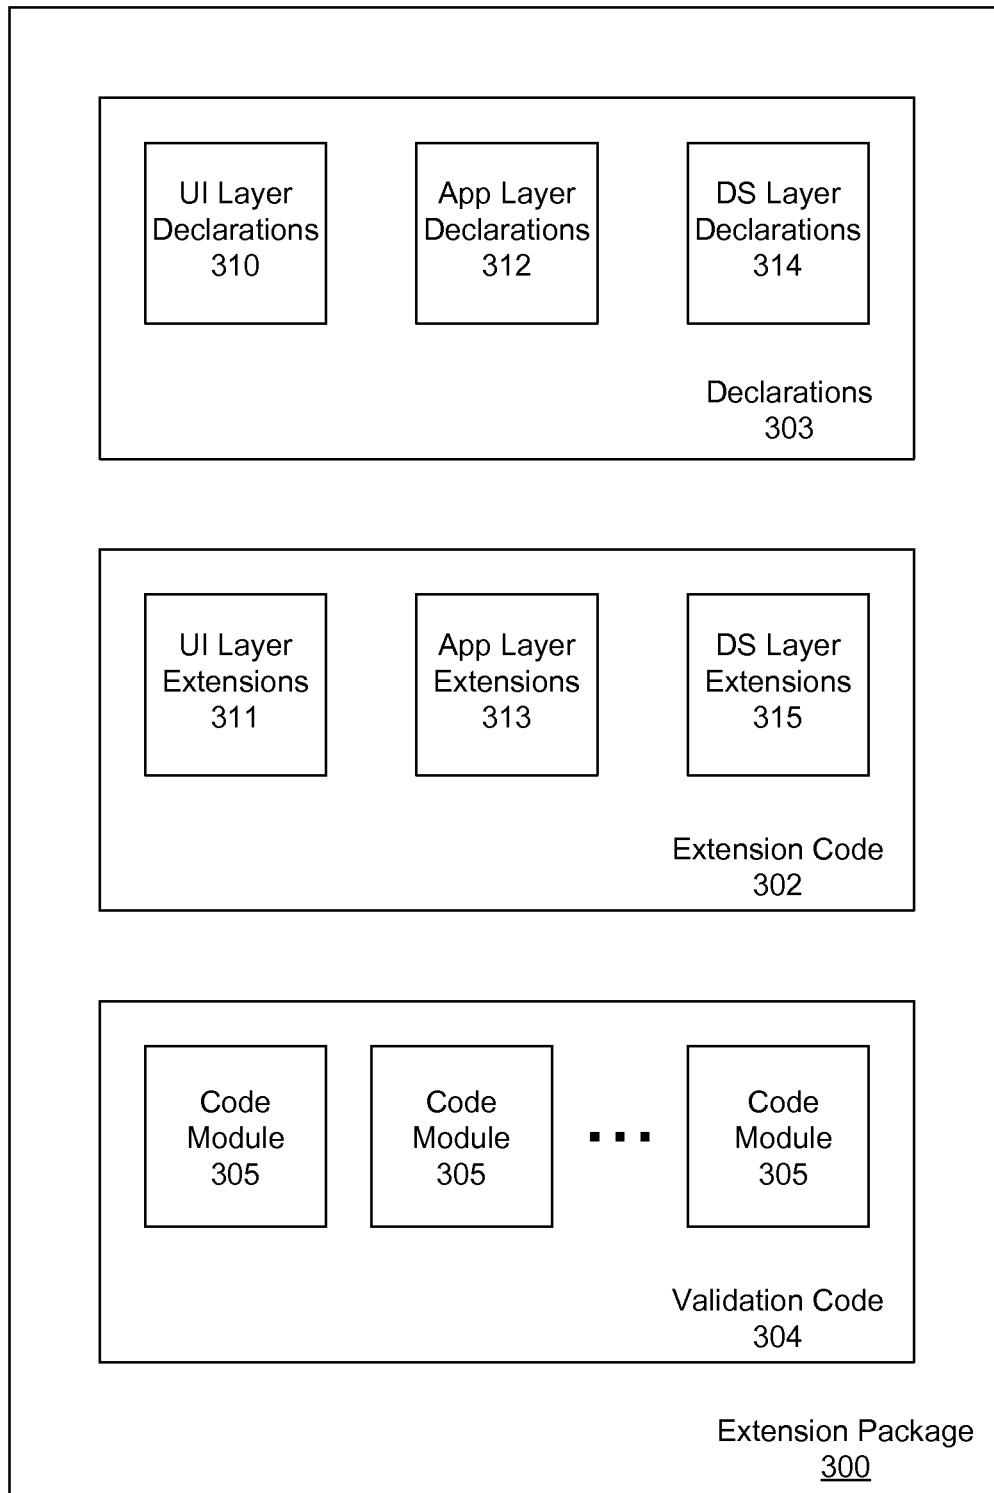 UI Layer
Declarations
310
App Layer
Declarations
312
DS Layer
Declarations
314
Declarations
303
UI Layer
Extensions
311
App Layer
Extensions
313
DS Layer
Extensions
315
Extension Code
302
Code
Module
305
Code
Module
305
...
Code
Module
305
Validation Code
304
Extension Package
300